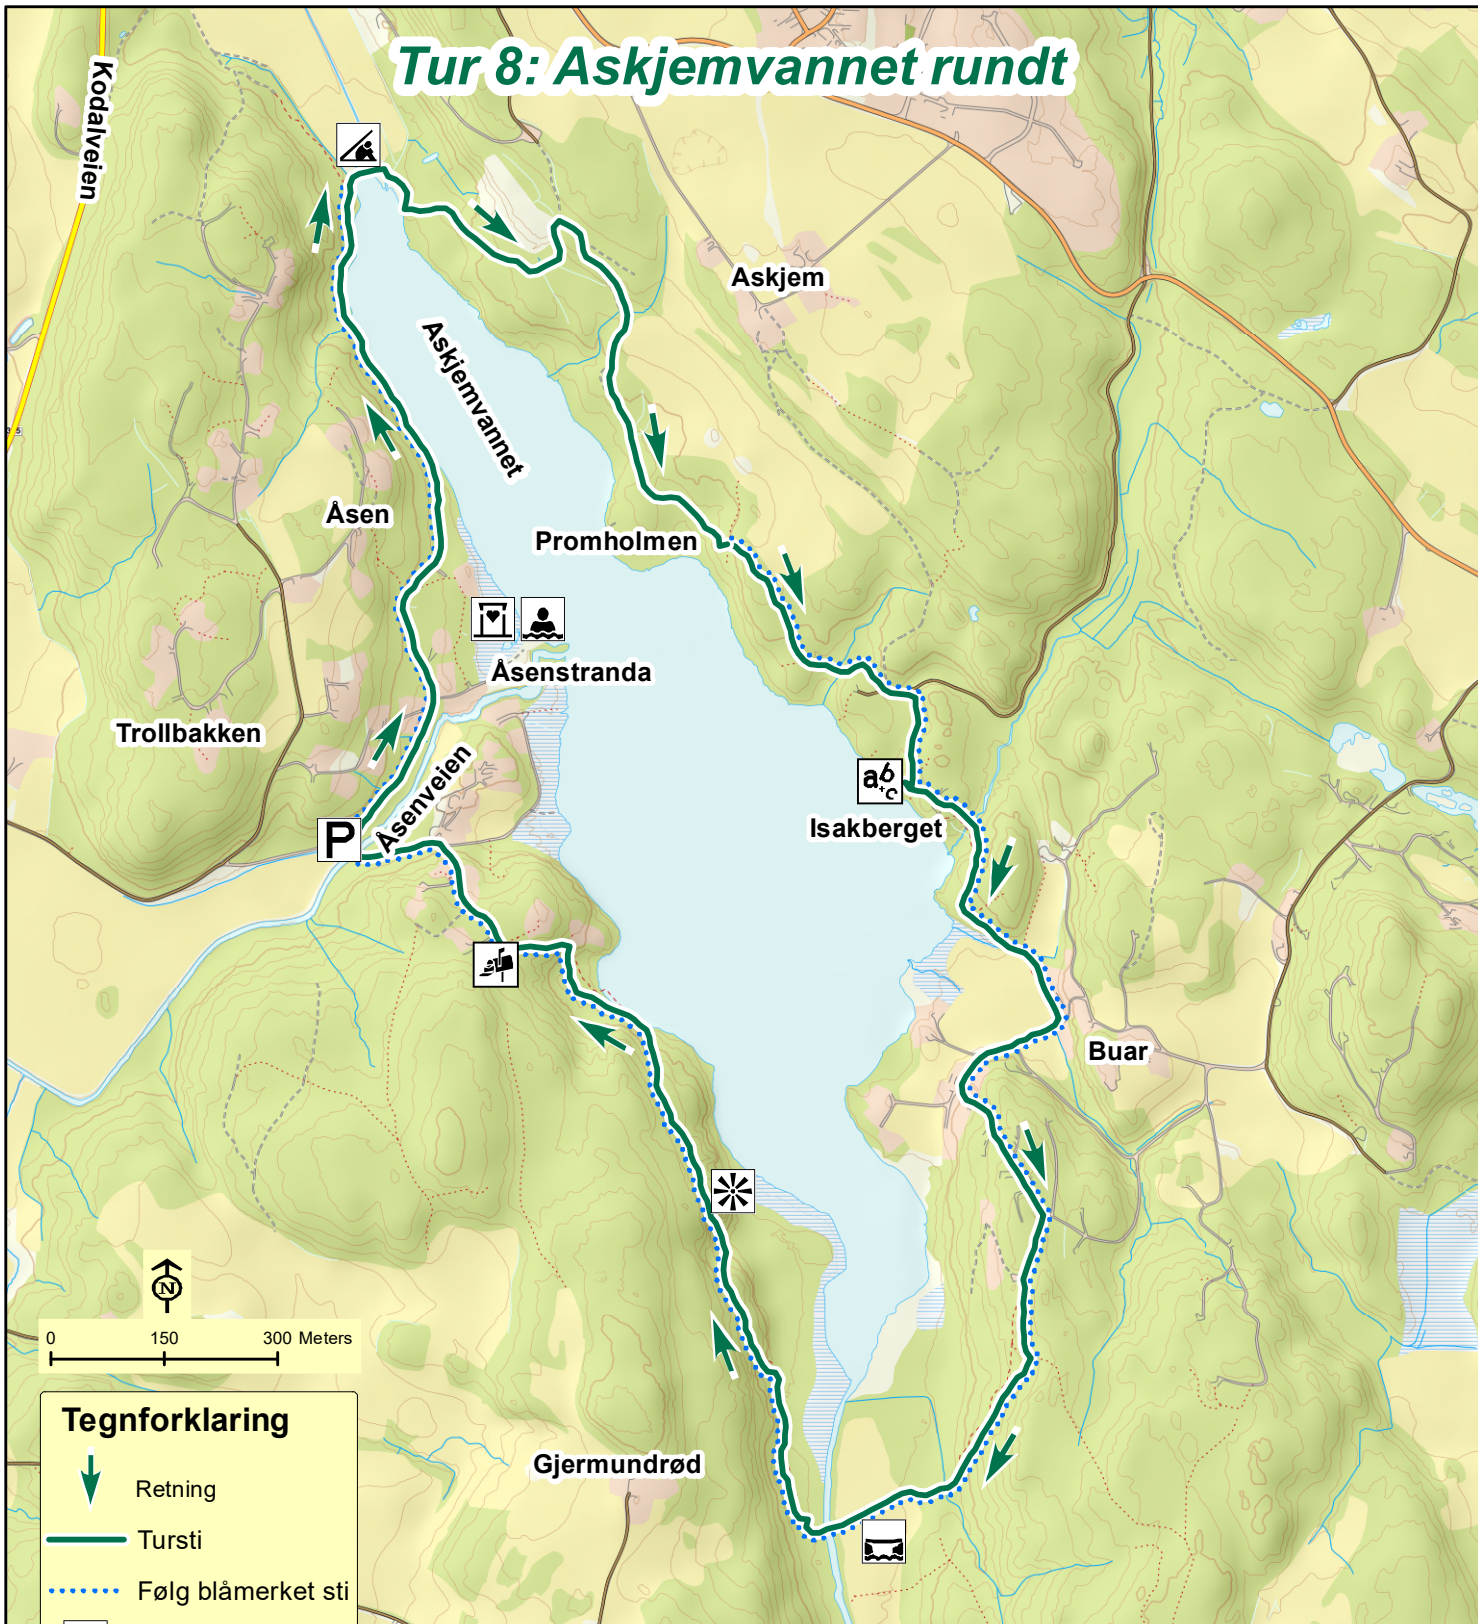 Tur 8: Askjemvannet rundt
Kodalveien
Askjem
Askjemvannet
Åsen
Promholmen
Åsenstranda
Trollbakken
Åsenveien
P
a b + c
Isakberget
Buar
N
0 150 300 Meters
Tegnforklaring
Retning
Gjermundrød
Tursti
Følg blåmerket sti